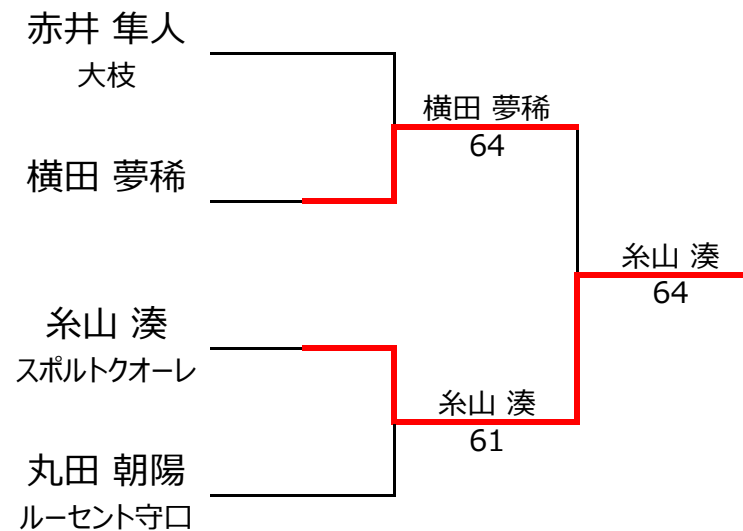 赤井 隼人
大枝
横田 夢稀
64
横田 夢稀
糸山 湊
64
糸山 湊
スポルトクオーレ
糸山 湊
61
丸田 朝陽
ルーセント守口